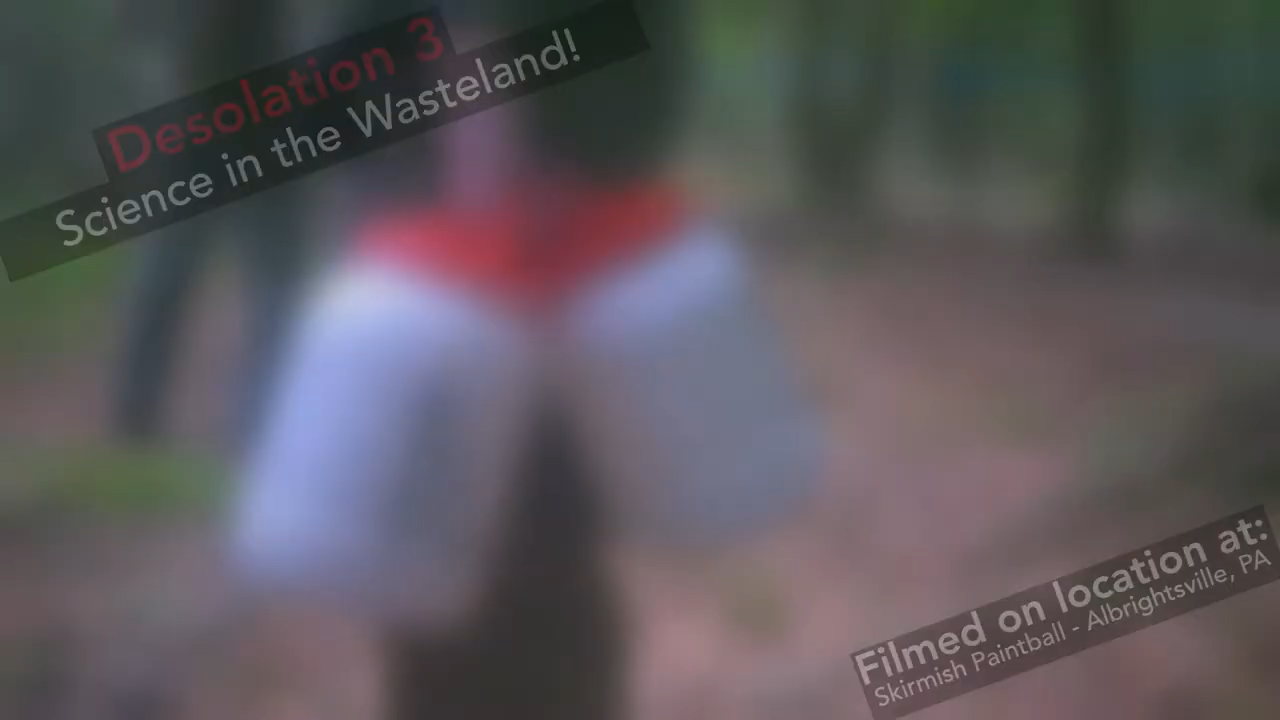 Desolation 3
Science in the Wasteland!
Filmed on location at:
Skirmish Paintball - Albrightsville, PA